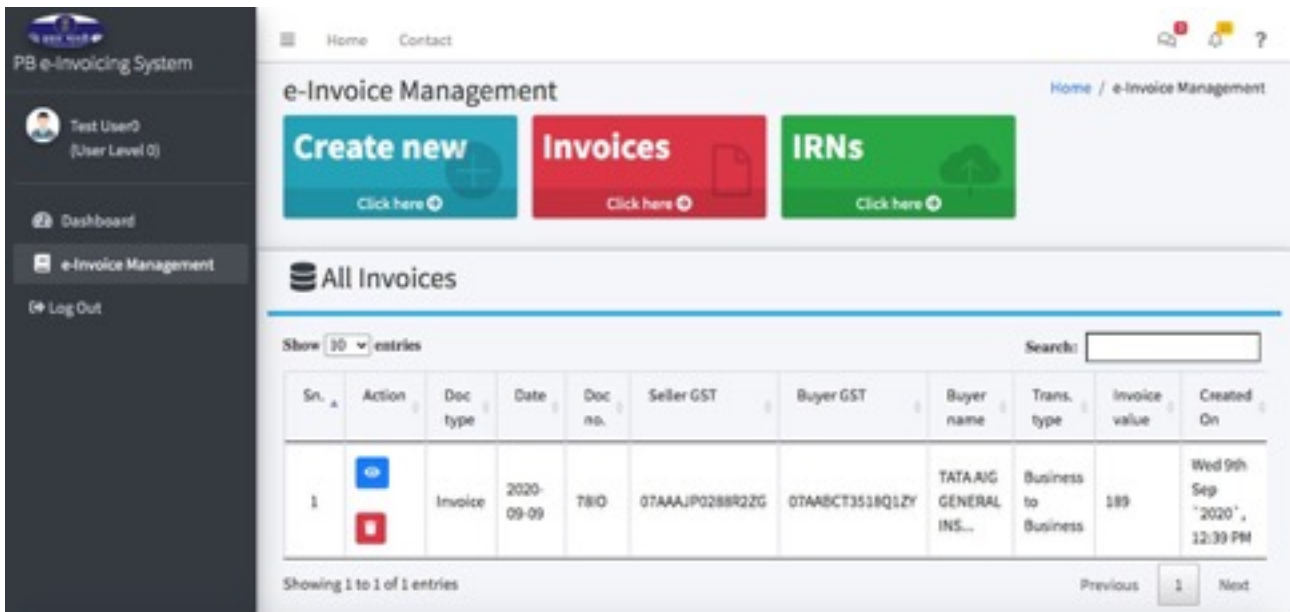 PB e-Invoicing System
Test User0
(User Level 0)
Dashboard
e-Invoice Management
Log Out
Home Contact
?
e-Invoice Management
Home / e-Invoice Management
Create new
Click here
Invoices
Click here
IRNs
Click here
All Invoices
Show 10 entries
Search:
Sn. Action Doc type Date Doc no. Seller GST Buyer GST Buyer name Trans. type Invoice value Created On
1 Invoice 2020-09-09 78IO 07AAAJP0288R2ZG 07AABCT3518Q1ZY TATA AIG GENERAL INS... Business to Business 189 Wed 9th Sep `2020`, 12:39 PM
Showing 1 to 1 of 1 entries
Previous 1 Next